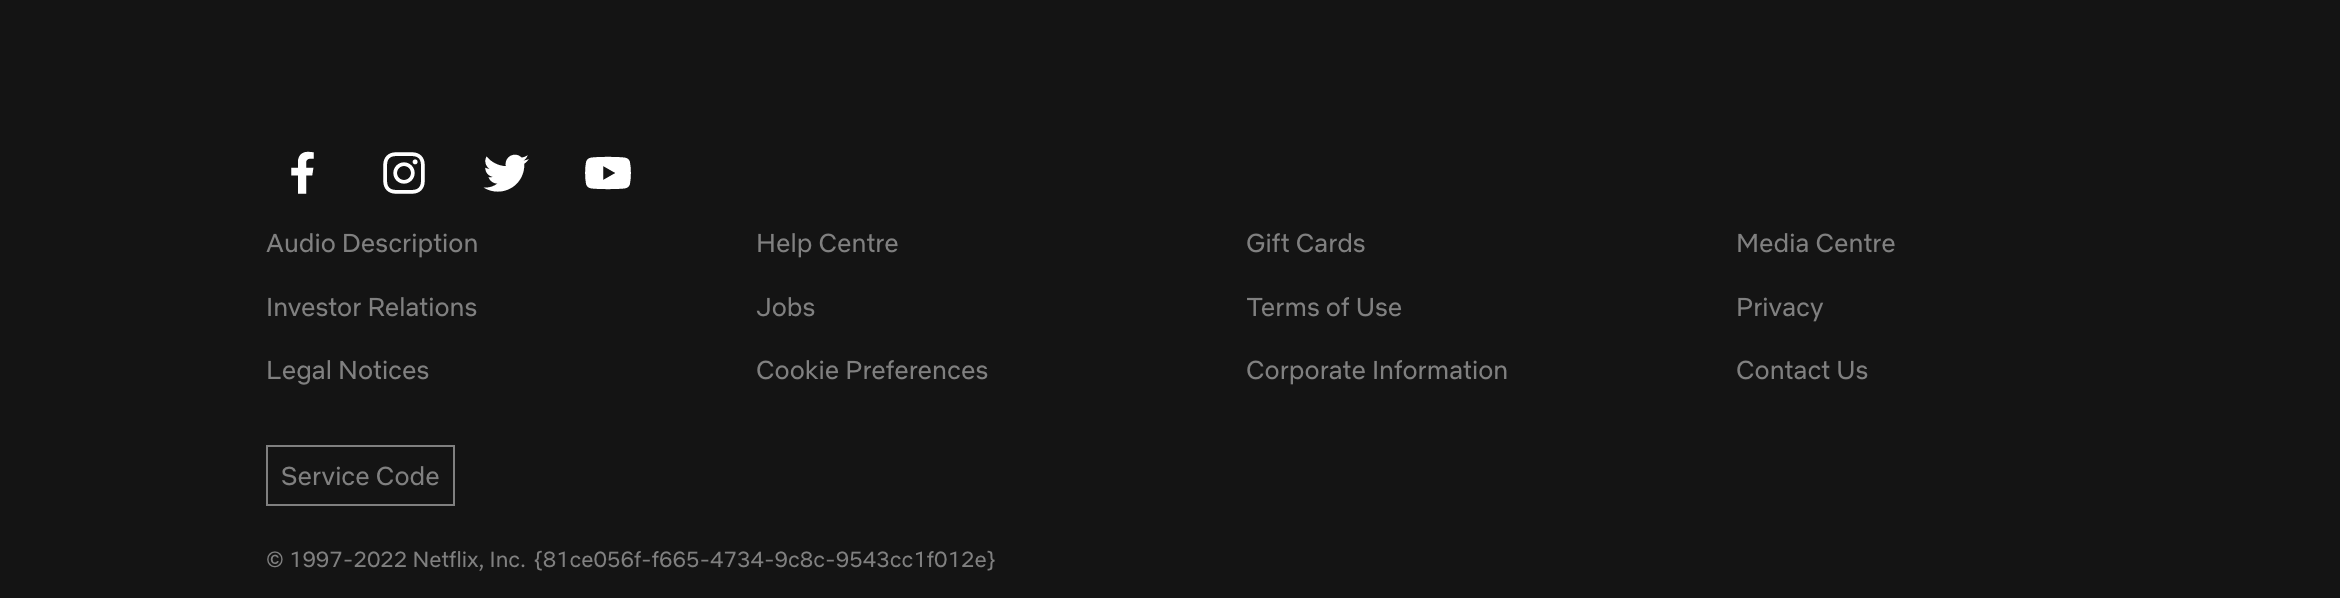 Audio Description Help Centre Gift Cards Media Centre
Investor Relations Jobs Terms of Use Privacy
Legal Notices Cookie Preferences Corporate Information Contact Us
Service Code
© 1997-2022 Netflix, Inc. {81ce056f-f665-4734-9c8c-9543cc1f012e}